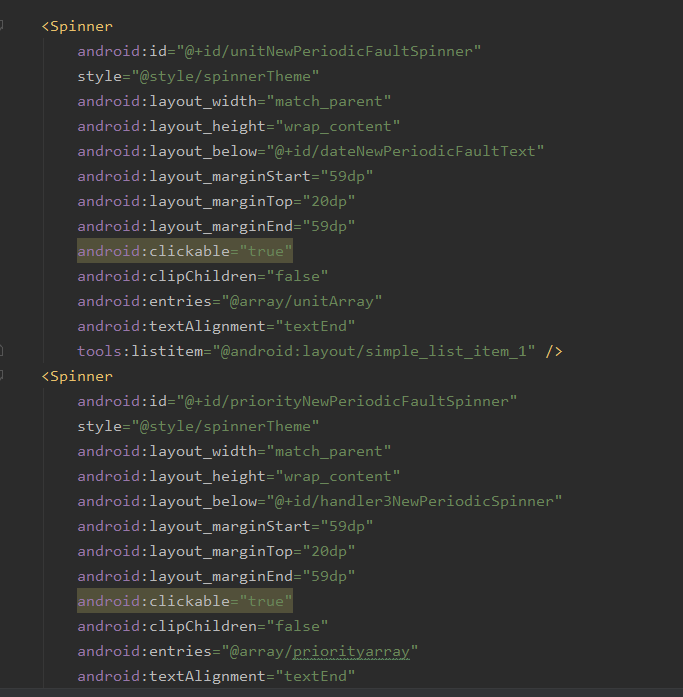 <Spinner
android:id="@+id/unitNewPeriodicFaultSpinner"
style="@style/spinnerTheme"
android:layout_width="match_parent"
android:layout_height="wrap_content"
android:layout_below="@+id/dateNewPeriodicFaultText"
android:layout_marginStart="59dp"
android:layout_marginTop="20dp"
android:layout_marginEnd="59dp"
android:clickable="true"
android:clipChildren="false"
android:entries="@array/unitArray"
android:textAlignment="textEnd"
tools:listitem="@android:layout/simple_list_item_1" />
<Spinner
android:id="@+id/priorityNewPeriodicFaultSpinner"
style="@style/spinnerTheme"
android:layout_width="match_parent"
android:layout_height="wrap_content"
android:layout_below="@+id/handler3NewPeriodicSpinner"
android:layout_marginStart="59dp"
android:layout_marginTop="20dp"
android:layout_marginEnd="59dp"
android:clickable="true"
android:clipChildren="false"
android:entries="@array/priorityarray"
android:textAlignment="textEnd"